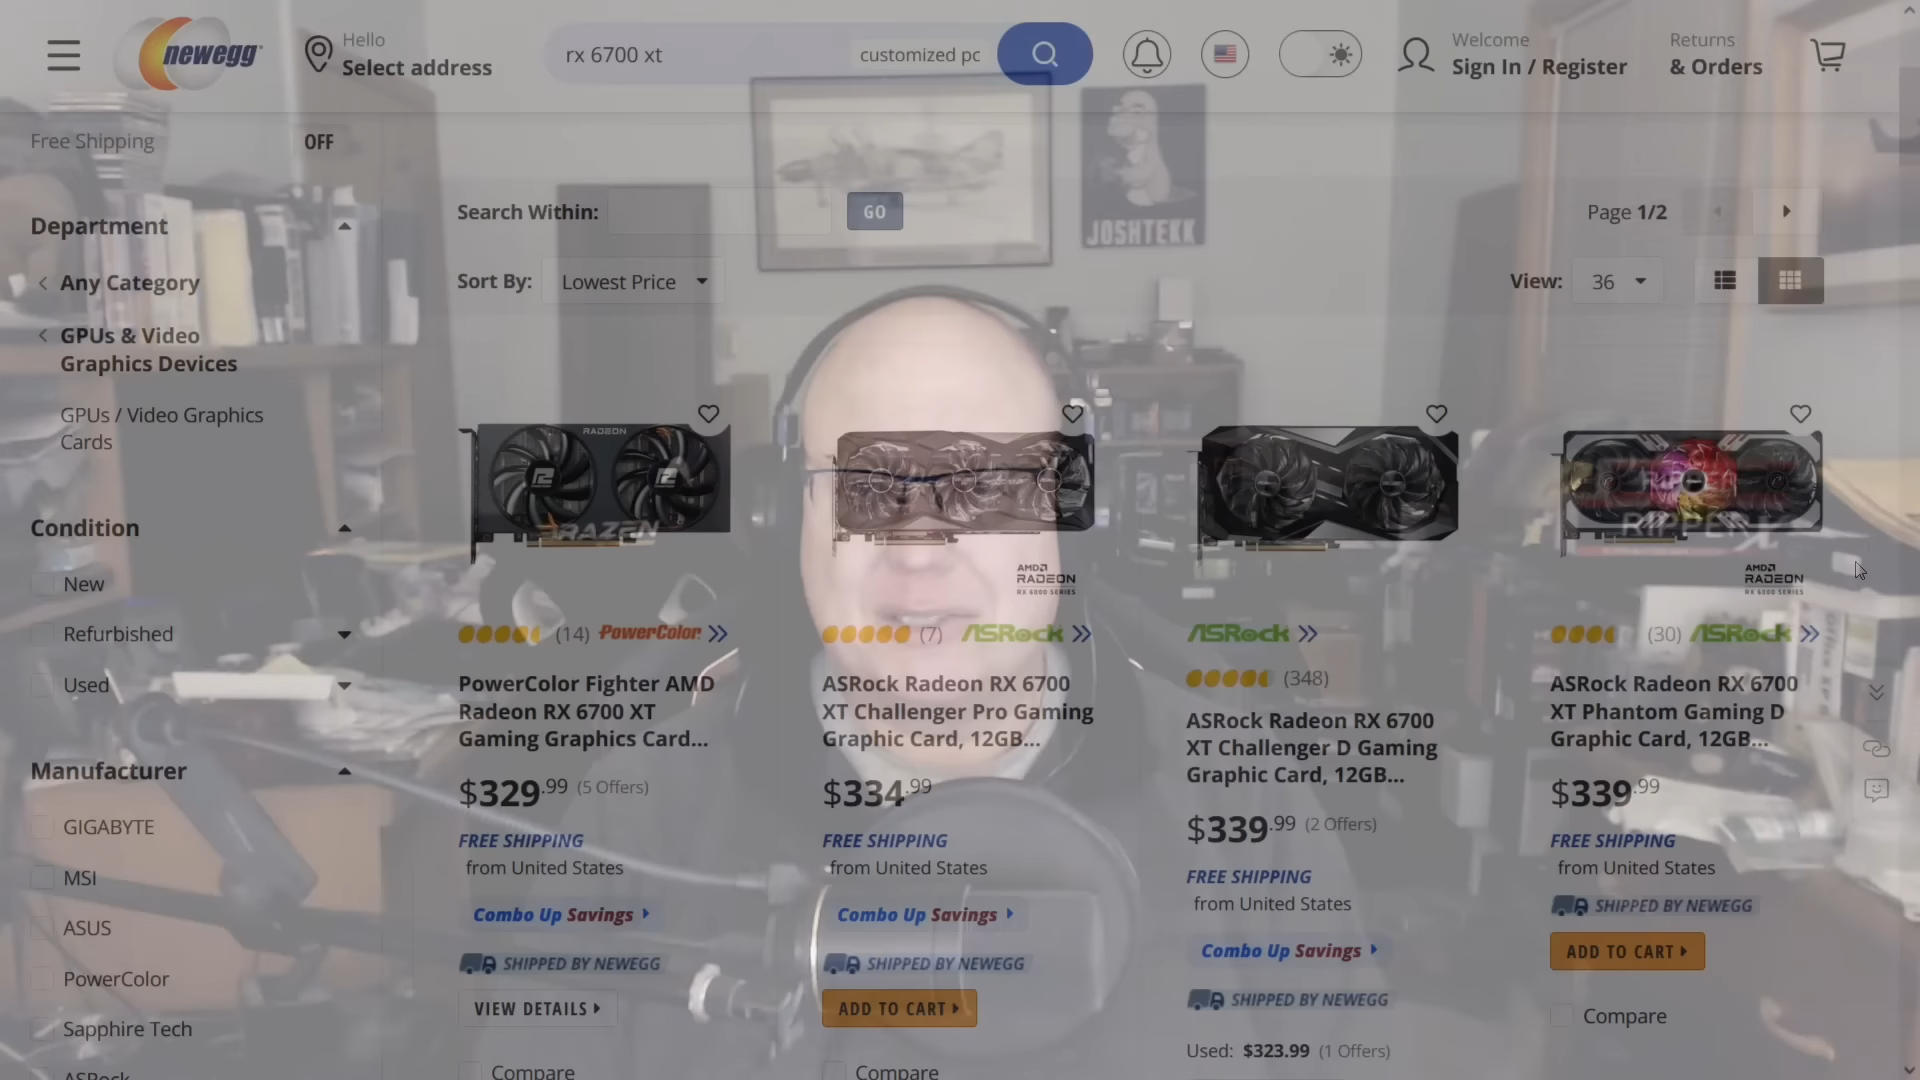 newegg
Hello
Select address
rx 6700 xt
customized pc
Welcome
Sign In / Register
Returns
& Orders
Free Shipping
OFF
JOSHTEKK
Search Within:
GO
Page 1/2
Department
Any Category
Sort By:
Lowest Price
View:
36
GPUs & Video
Graphics Devices
GPUs / Video Graphics
Cards
Condition
New
Refurbished
Used
Manufacturer
GIGABYTE
MSI
ASUS
PowerColor
Sapphire Tech
ASRock
RADEON
(14)
PowerColor
PowerColor Fighter AMD
Radeon RX 6700 XT
Gaming Graphics Card...
$329.99 (5 Offers)
FREE SHIPPING
from United States
Combo Up Savings
SHIPPED BY NEWEGG
VIEW DETAILS
Compare
AMD
RADEON
RX 6000 SERIES
(7)
ASRock
ASRock Radeon RX 6700
XT Challenger Pro Gaming
Graphic Card, 12GB...
$334.99
FREE SHIPPING
from United States
Combo Up Savings
SHIPPED BY NEWEGG
ADD TO CART
Compare
ASRock
(348)
ASRock Radeon RX 6700
XT Challenger D Gaming
Graphic Card, 12GB...
$339.99 (2 Offers)
FREE SHIPPING
from United States
Combo Up Savings
SHIPPED BY NEWEGG
Used: $323.99 (1 Offers)
AMD
RADEON
RX 6000 SERIES
(30)
ASRock
ASRock Radeon RX 6700
XT Phantom Gaming D
Graphic Card, 12GB...
$339.99
FREE SHIPPING
from United States
SHIPPED BY NEWEGG
ADD TO CART
Compare